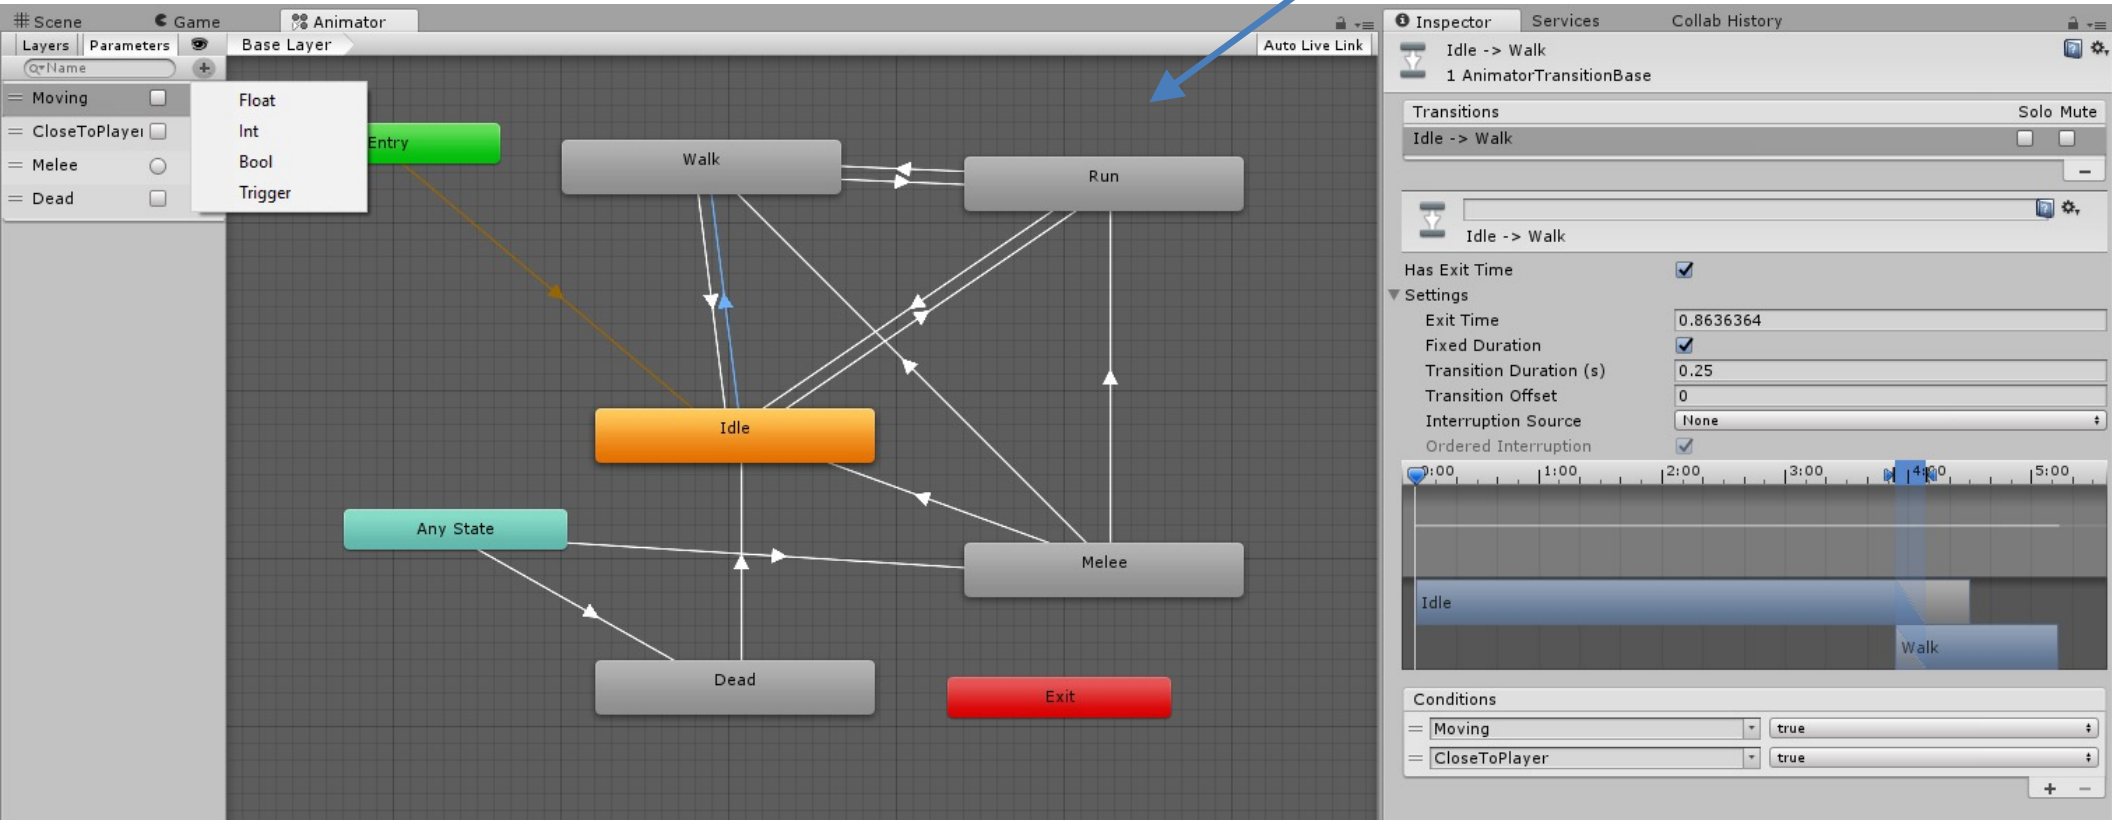 Scene Game Animator
Layers Parameters Base Layer Auto Live Link
Name
Moving
CloseToPlayer
Melee
Dead
Float
Int
Bool
Trigger
Entry
Walk
Run
Idle
Any State
Melee
Dead
Exit
Inspector Services Collab History
Idle -> Walk
1 AnimatorTransitionBase
Transitions Solo Mute
Idle -> Walk
Idle -> Walk
Has Exit Time
Settings
Exit Time 0.8636364
Fixed Duration
Transition Duration (s) 0.25
Transition Offset 0
Interruption Source None
Ordered Interruption
0:00 1:00 2:00 3:00 4:00 5:00
Idle
Walk
Conditions
Moving true
CloseToPlayer true